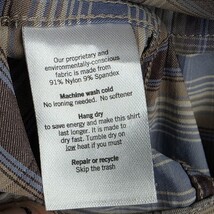 Our proprietary and
environmentally-conscious
fabric is made from
91% Nylon 9% Spandex
Machine wash cold
No ironing needed. No softener
Hang dry
to save energy and make this shirt
last longer. It is made to
dry fast. Tumble dry on
low heat if you must
Repair or recycle
Skip the trash